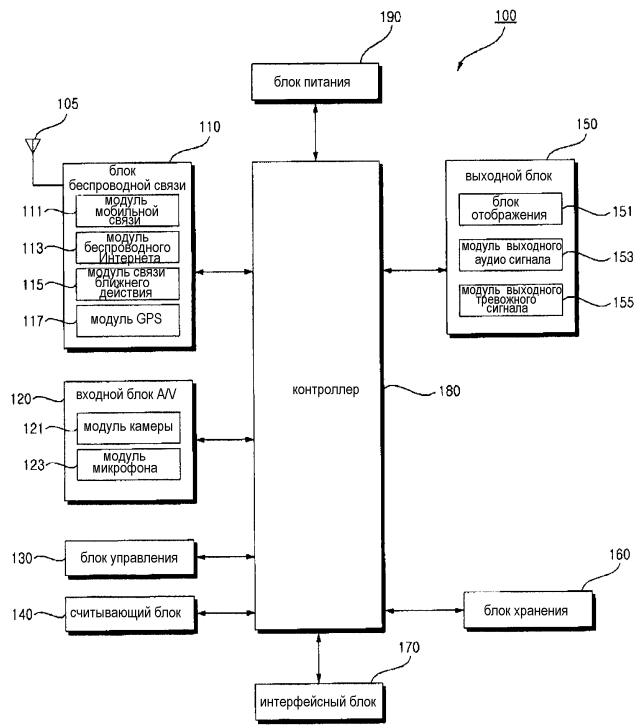 190
100
блок питания
105
110
блок
беспроводной связи
111
модуль
мобильной
связи
113
модуль
беспроводного
Интернета
115
модуль связи
ближнего
действия
117
модуль GPS
150
выходной блок
блок
отображения
151
модуль выходного
аудио сигнала
153
модуль выходного
тревожного
сигнала
155
контроллер
180
120
входной блок A/V
121
модуль камеры
123
модуль
микрофона
130
блок управления
140
считывающий блок
160
блок хранения
170
интерфейсный блок